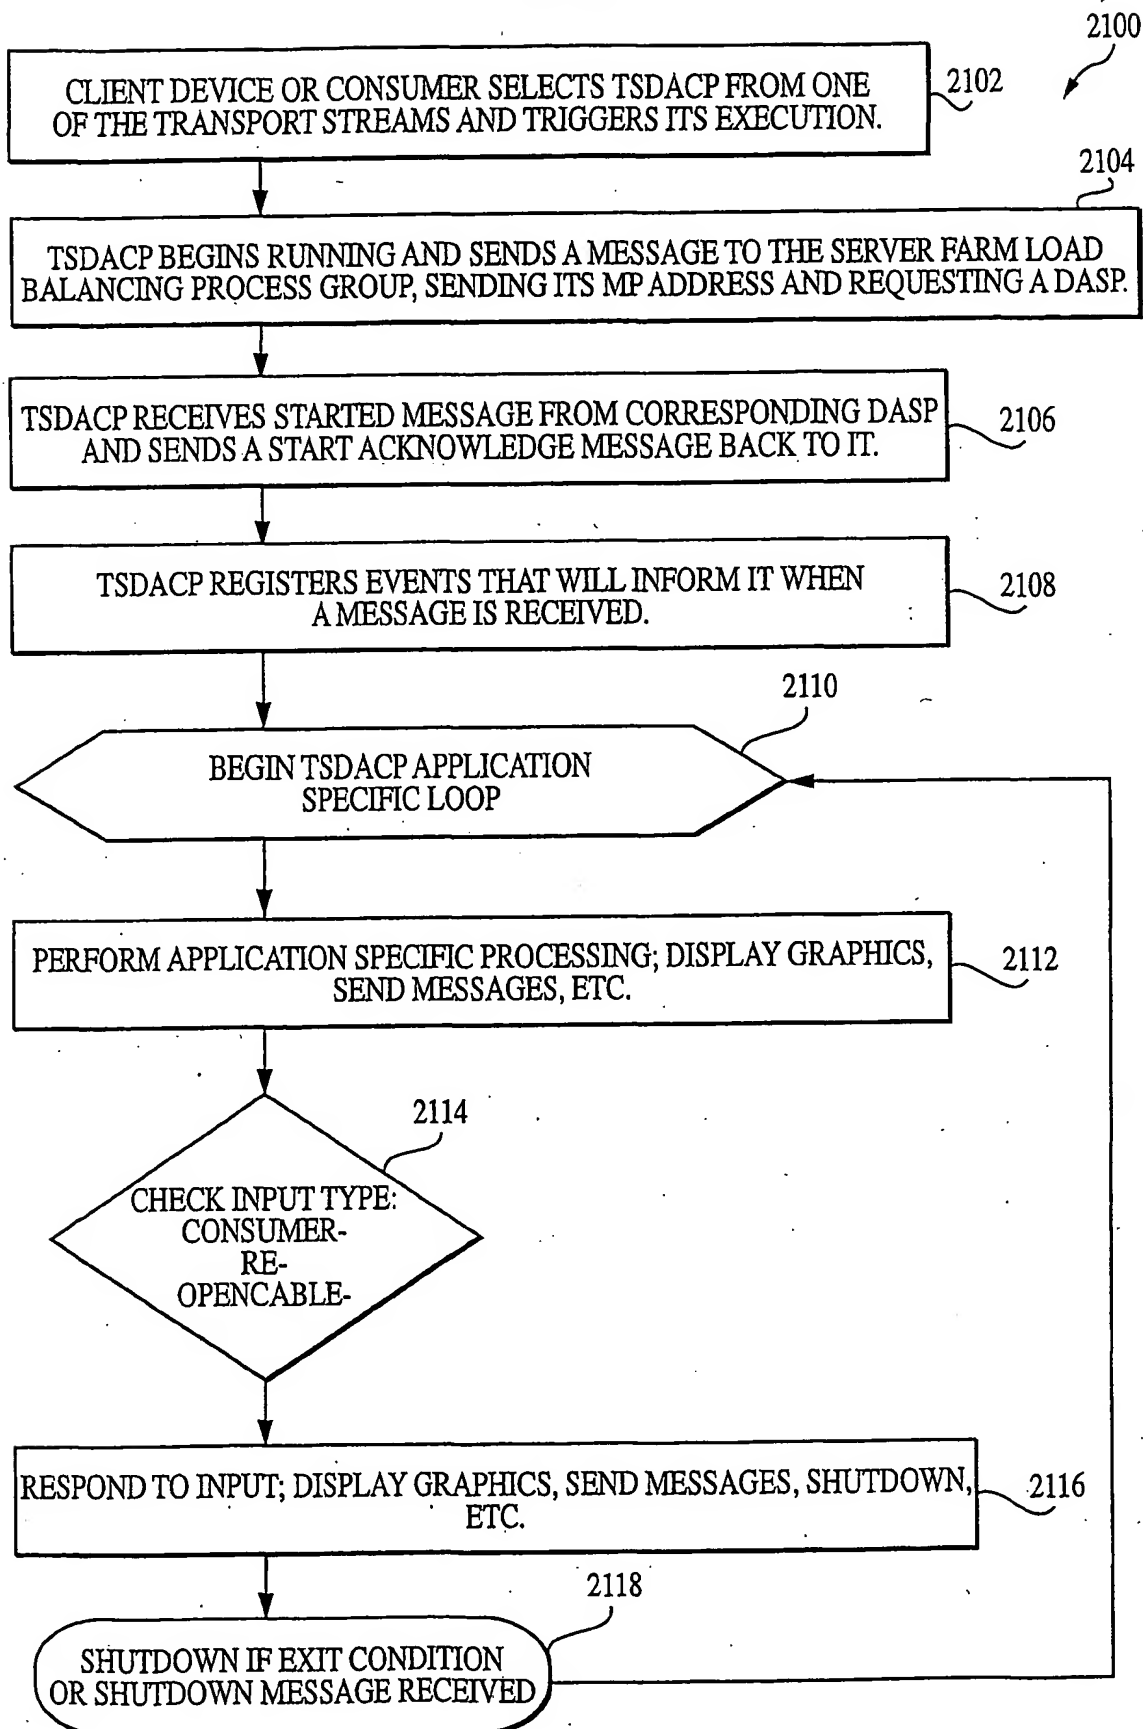 2100
CLIENT DEVICE OR CONSUMER SELECTS TSDACP FROM ONE
OF THE TRANSPORT STREAMS AND TRIGGERS ITS EXECUTION.
2102
2104
TSDACP BEGINS RUNNING AND SENDS A MESSAGE TO THE SERVER FARM LOAD
BALANCING PROCESS GROUP, SENDING ITS MP ADDRESS AND REQUESTING A DASP.
TSDACP RECEIVES STARTED MESSAGE FROM CORRESPONDING DASP
AND SENDS A START ACKNOWLEDGE MESSAGE BACK TO IT.
2106
TSDACP REGISTERS EVENTS THAT WILL INFORM IT WHEN
A MESSAGE IS RECEIVED.
2108
2110
BEGIN TSDACP APPLICATION
SPECIFIC LOOP
PERFORM APPLICATION SPECIFIC PROCESSING; DISPLAY GRAPHICS,
SEND MESSAGES, ETC.
2112
2114
CHECK INPUT TYPE:
CONSUMER-
RE-
OPENCABLE-
RESPOND TO INPUT; DISPLAY GRAPHICS, SEND MESSAGES, SHUTDOWN,
ETC.
2116
2118
SHUTDOWN IF EXIT CONDITION
OR SHUTDOWN MESSAGE RECEIVED